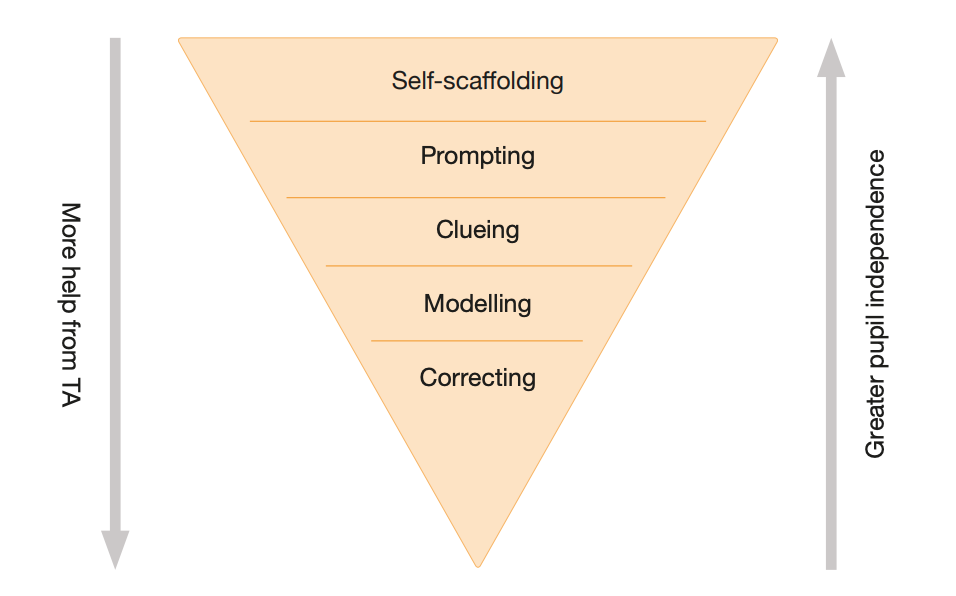 Self-scaffolding
Prompting
Clueing
Modelling
Correcting
More help from TA
Greater pupil independence